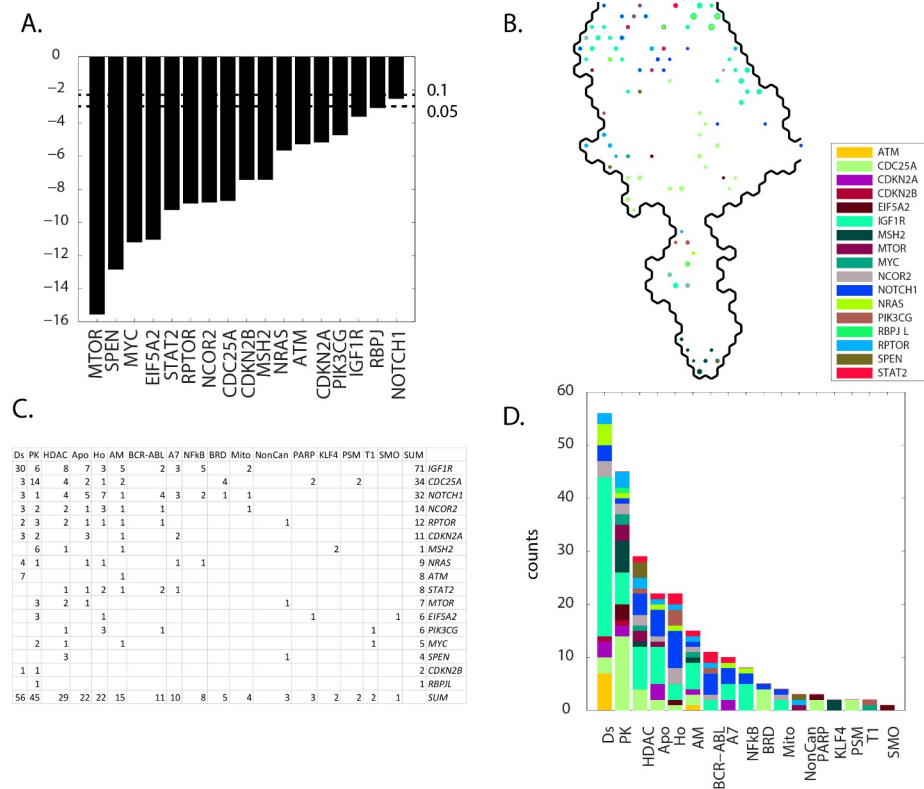 A.
0
−2
−4
−6
−8
−10
−12
−14
−16
0.1
0.05
MTOR
SPEN
MYC
EIF5A2
STAT2
RPTOR
NCOR2
CDC25A
CDKN2B
MSH2
NRAS
ATM
CDKN2A
PIK3CG
IGF1R
RBPJ
NOTCH1
B.
ATM
CDC25A
CDKN2A
CDKN2B
EIF5A2
IGF1R
MSH2
MTOR
MYC
NCOR2
NOTCH1
NRAS
PIK3CG
RBPJ L
RPTOR
SPEN
STAT2
C.
Ds PK HDAC Apo Ho AM BCR-ABL A7 NFkB BRD Mito NonCan PARP KLF4 PSM T1 SMO SUM
30 6 8 7 3 5 2 3 5 2 71 IGF1R
3 14 4 2 1 2 4 2 2 34 CDC25A
3 1 4 5 7 1 4 3 2 1 1 32 NOTCH1
3 2 2 1 3 1 1 1 14 NCOR2
2 3 2 1 1 1 1 1 12 RPTOR
3 2 3 1 2 11 CDKN2A
6 1 1 2 1 MSH2
4 1 1 1 1 1 9 NRAS
7 1 8 ATM
1 1 2 1 2 1 8 STAT2
3 2 1 1 7 MTOR
3 1 1 1 6 EIF5A2
1 3 1 1 6 PIK3CG
2 1 1 1 5 MYC
3 1 4 SPEN
1 1 2 CDKN2B
1 1 RBPJL
56 45 29 22 22 15 11 10 8 5 4 3 3 2 2 2 1 SUM
D.
60
50
40
30
20
10
0
counts
Ds
PK
HDAC
Apo
Ho
AM
BCR−ABL
A7
NFkB
BRD
Mito
NonCan
PARP
KLF4
PSM
T1
SMO